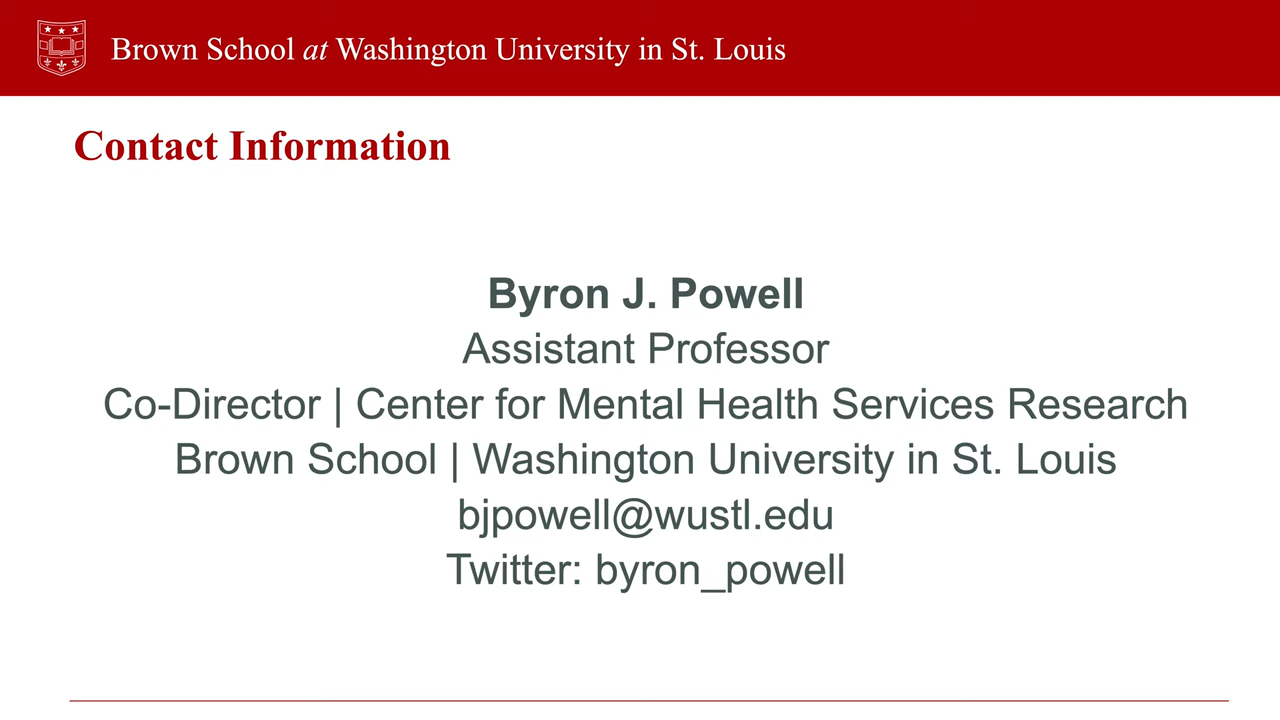 Brown School at Washington University in St. Louis
Contact Information
Byron J. Powell
Assistant Professor
Co-Director | Center for Mental Health Services Research
Brown School | Washington University in St. Louis
bjpowell@wustl.edu
Twitter: byron_powell